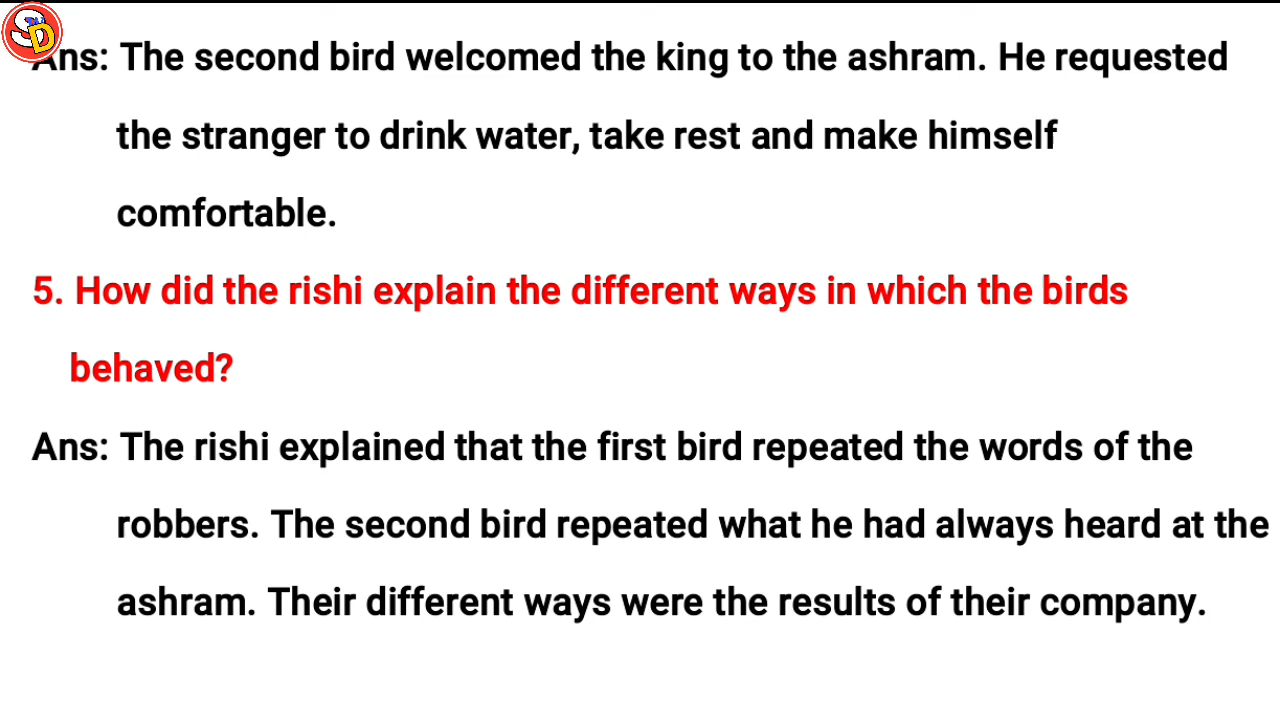 SD
Ans: The second bird welcomed the king to the ashram. He requested
the stranger to drink water, take rest and make himself
comfortable.
5. How did the rishi explain the different ways in which the birds
behaved?
Ans: The rishi explained that the first bird repeated the words of the
robbers. The second bird repeated what he had always heard at the
ashram. Their different ways were the results of their company.